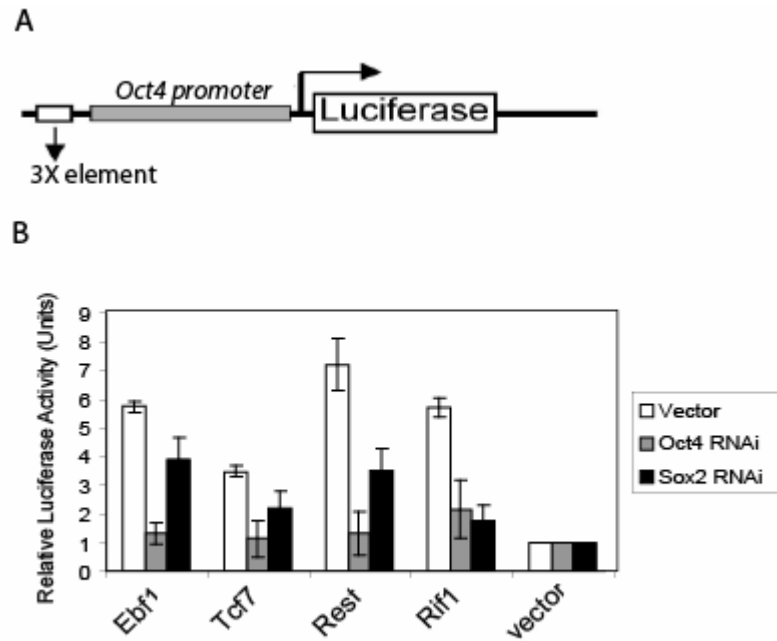 A
Oct4 promoter
Luciferase
3X element
B
Relative Luciferase Activity (Units)
9
8
7
6
5
4
3
2
1
0
Ebf1
Tcf7
Rest
Rif1
vector
Vector
Oct4 RNAi
Sox2 RNAi